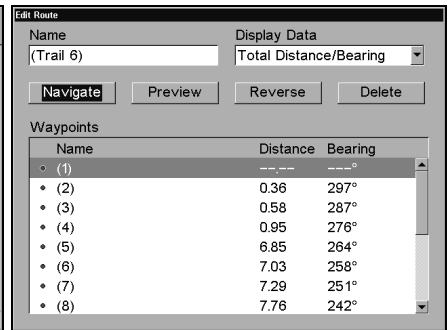 Edit Route
Name Display Data
(Trail 6) Total Distance/Bearing
Navigate Preview Reverse Delete
Waypoints
Name Distance Bearing
(1) --.-- ---°
(2) 0.36 297°
(3) 0.58 287°
(4) 0.95 276°
(5) 6.85 264°
(6) 7.03 258°
(7) 7.29 251°
(8) 7.76 242°